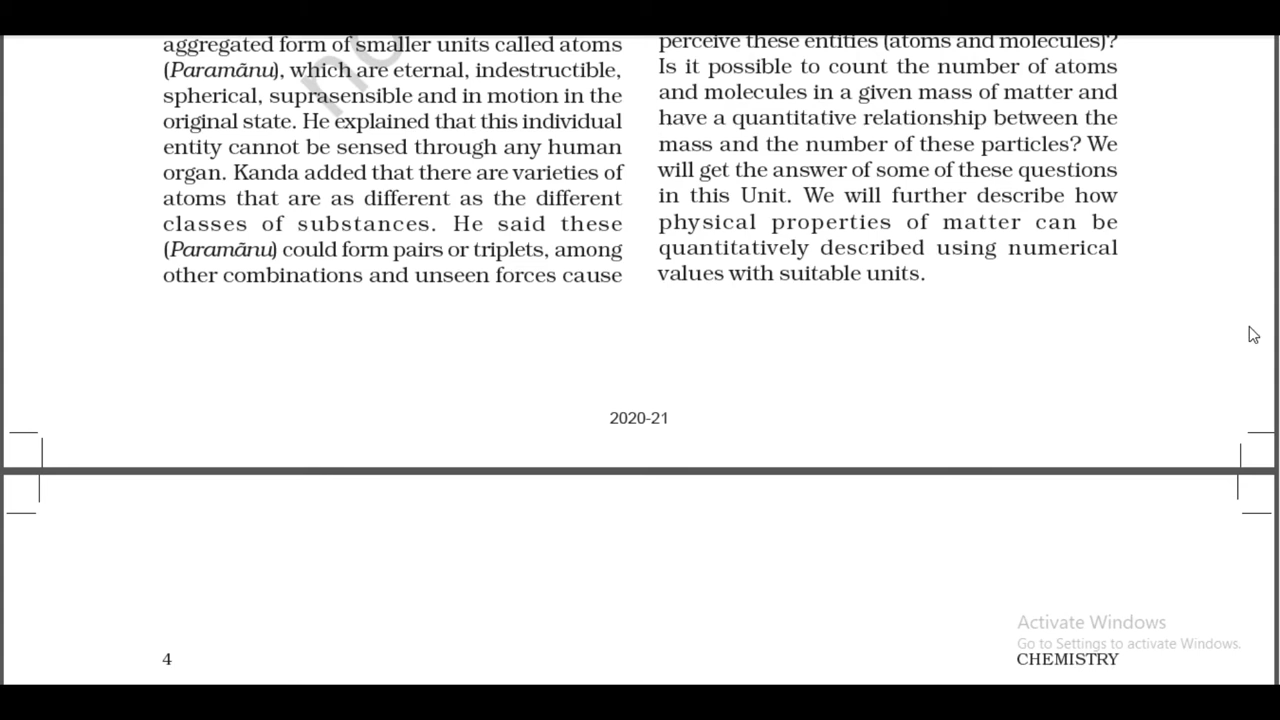 aggregated form of smaller units called atoms
(Paramānu), which are eternal, indestructible,
spherical, suprasensible and in motion in the
original state. He explained that this individual
entity cannot be sensed through any human
organ. Kanda added that there are varieties of
atoms that are as different as the different
classes of substances. He said these
(Paramānu) could form pairs or triplets, among
other combinations and unseen forces cause
perceive these entities (atoms and molecules)?
Is it possible to count the number of atoms
and molecules in a given mass of matter and
have a quantitative relationship between the
mass and the number of these particles? We
will get the answer of some of these questions
in this Unit. We will further describe how
physical properties of matter can be
quantitatively described using numerical
values with suitable units.
2020-21
Activate Windows
Go to Settings to activate Windows.
4
CHEMISTRY